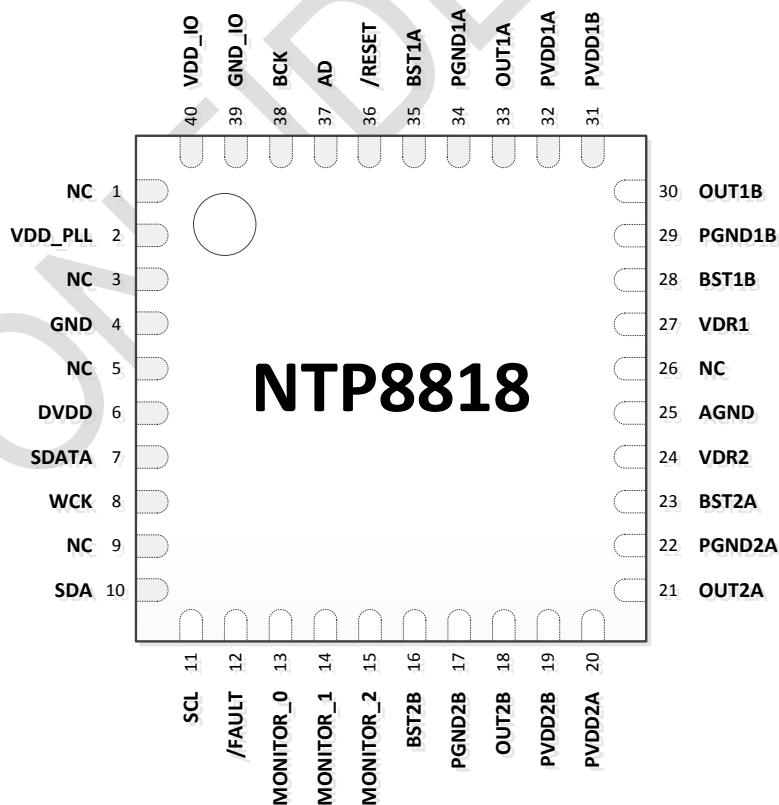 40 VDD_IO
39 GND_IO
38 BCK
37 AD
36 /RESET
35 BST1A
34 PGND1A
33 OUT1A
32 PVDD1A
31 PVDD1B
NC 1
VDD_PLL 2
NC 3
GND 4
NC 5
DVDD 6
SDATA 7
WCK 8
NC 9
SDA 10
NTP8818
30 OUT1B
29 PGND1B
28 BST1B
27 VDR1
26 NC
25 AGND
24 VDR2
23 BST2A
22 PGND2A
21 OUT2A
SCL 11
/FAULT 12
MONITOR_0 13
MONITOR_1 14
MONITOR_2 15
BST2B 16
PGND2B 17
OUT2B 18
PVDD2B 19
PVDD2A 20